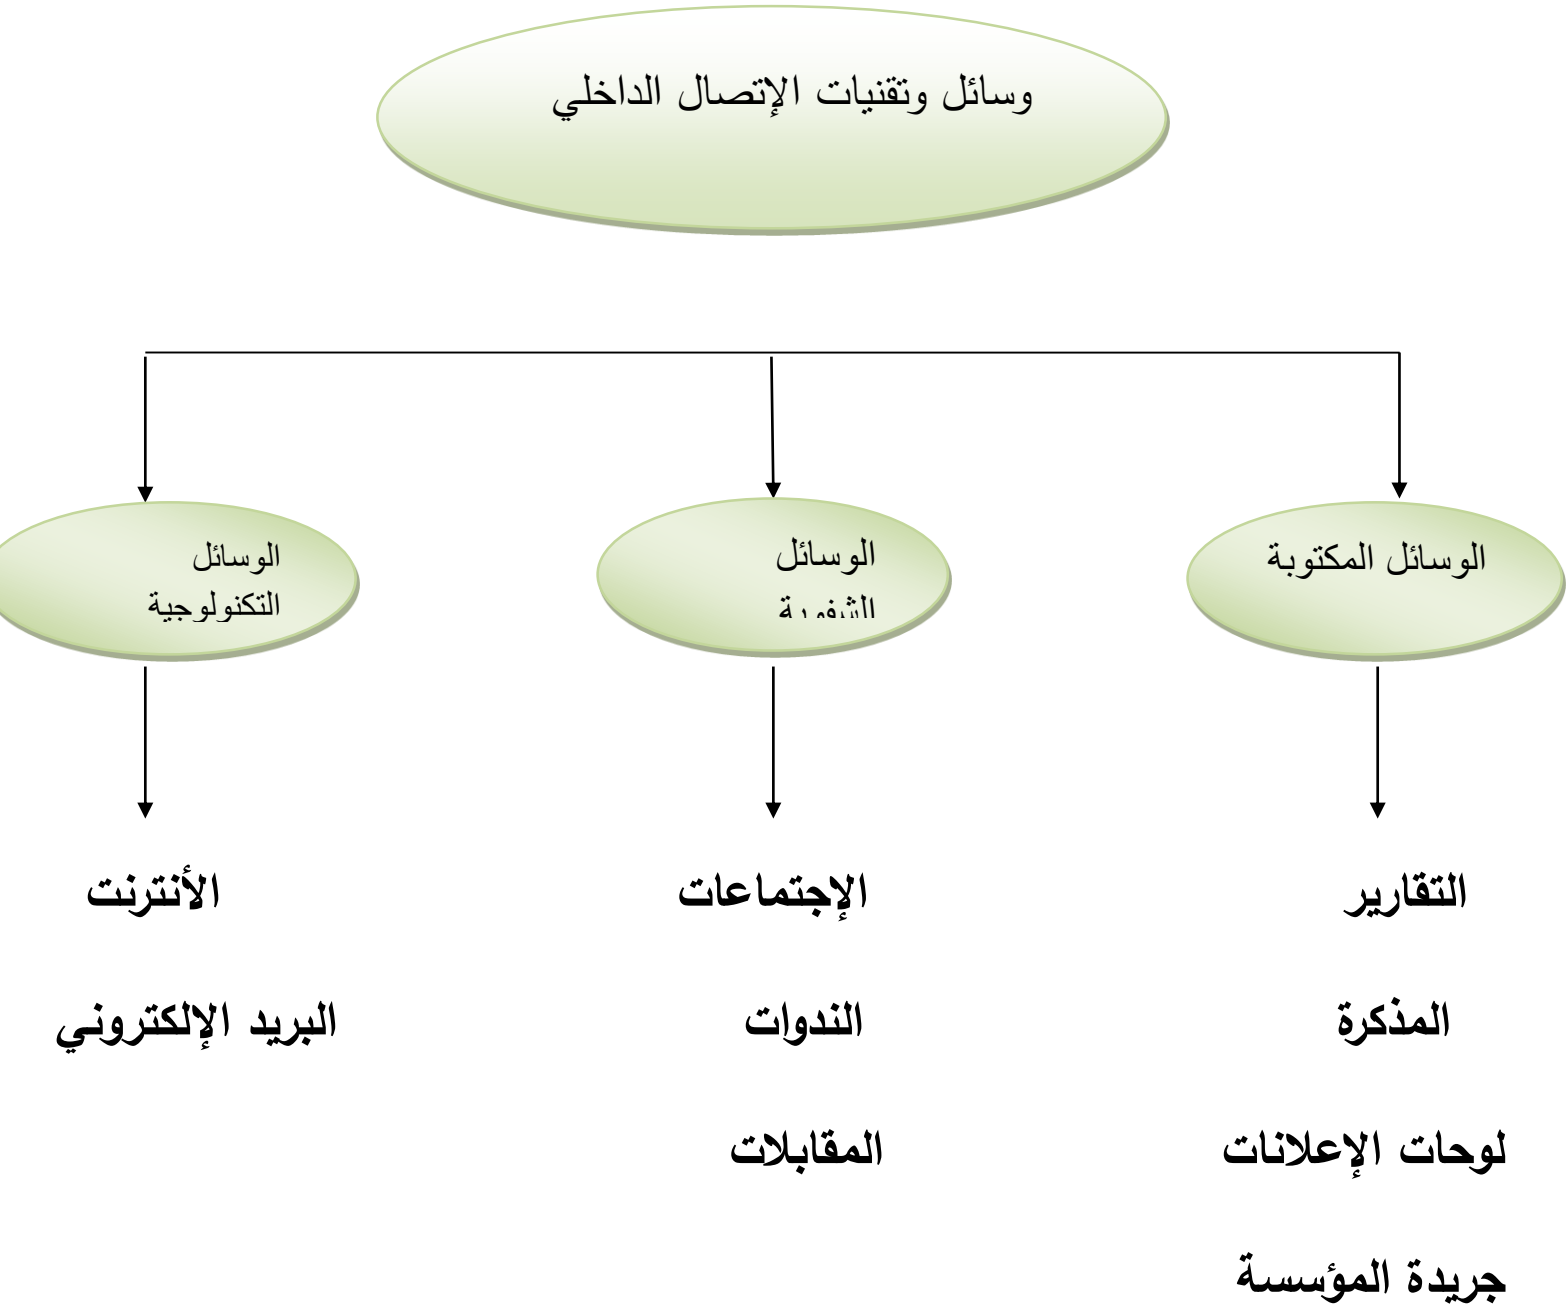 وسائل وتقنيات الإتصال الداخلي
الوسائل المكتوبة
الوسائل
الشفوية
الوسائل
التكنولوجية
التقارير
المذكرة
لوحات الإعلانات
جريدة المؤسسة
الإجتماعات
الندوات
المقابلات
الأنترنت
البريد الإلكتروني